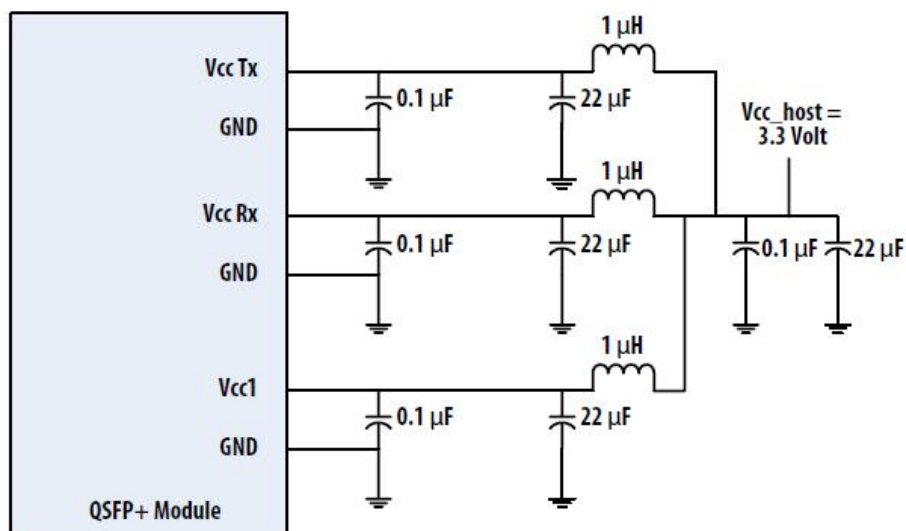 1 µH
Vcc Tx
0.1 µF
22 µF
GND
Vcc_host =
3.3 Volt
1 µH
Vcc Rx
0.1 µF
22 µF
0.1 µF
22 µF
GND
1 µH
Vcc1
0.1 µF
22 µF
GND
QSFP+ Module